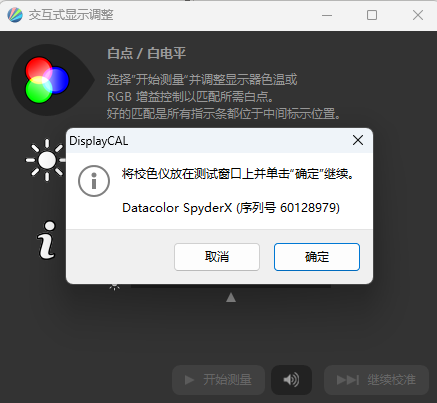 交互式显示调整
白点 / 白电平
选择“开始测量”并调整显示器色温或
RGB 增益控制以匹配所需白点。
好的匹配是所有指示条都位于中间标示位置。
DisplayCAL
将校色仪放在测试窗口上并单击“确定”继续。
Datacolor SpyderX (序列号 60128979)
取消
确定
开始测量
继续校准